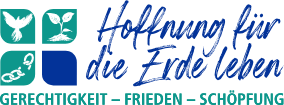 Hoffnung für
die Erde leben
GERECHTIGKEIT – FRIEDEN – SCHÖPFUNG